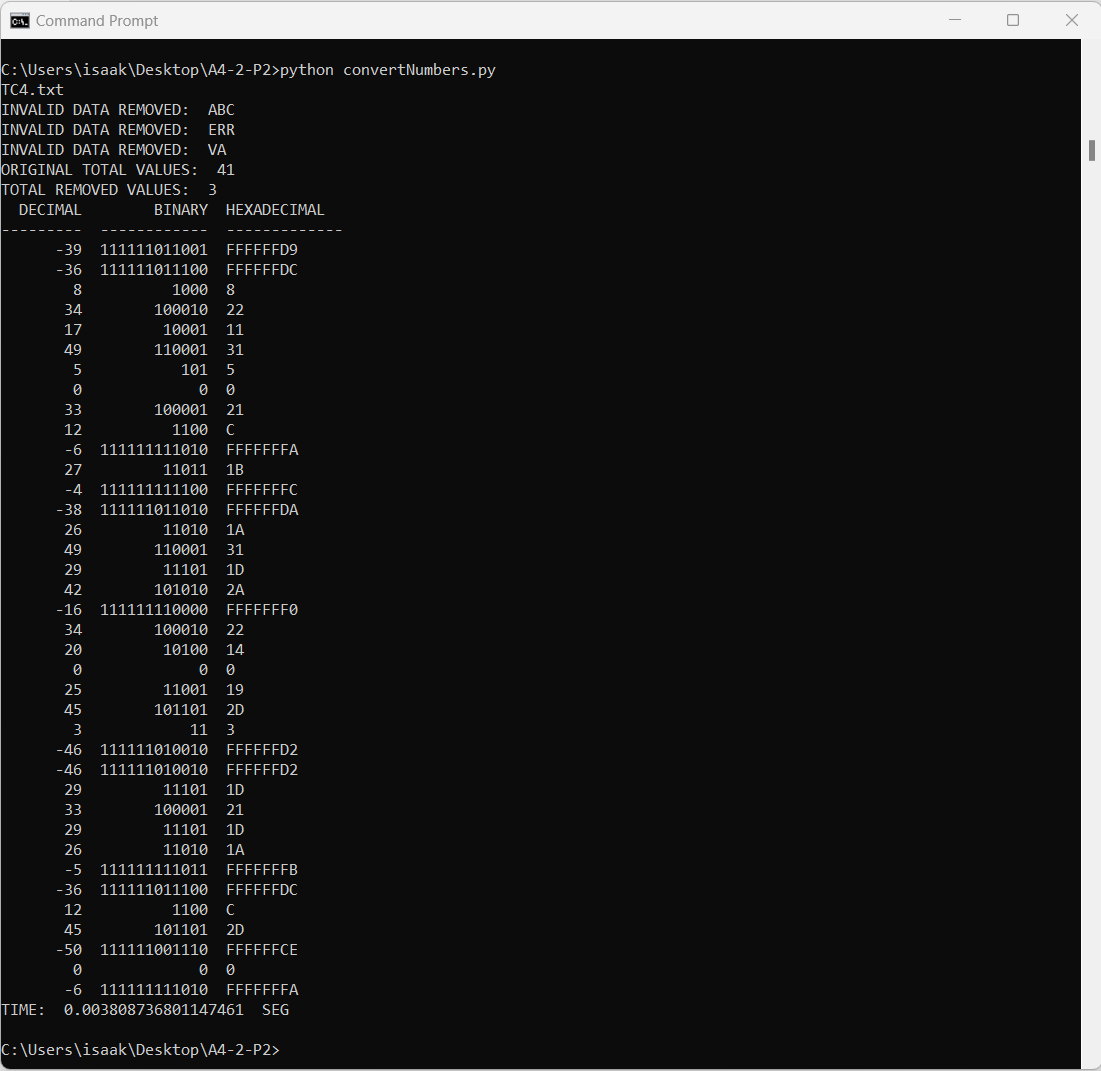 Command Prompt
C:\Users\isaak\Desktop\A4-2-P2>python convertNumbers.py
TC4.txt
INVALID DATA REMOVED:  ABC
INVALID DATA REMOVED:  ERR
INVALID DATA REMOVED:  VA
ORIGINAL TOTAL VALUES:  41
TOTAL REMOVED VALUES:  3
  DECIMAL        BINARY  HEXADECIMAL
---------  ------------  -------------
      -39  111111011001  FFFFFFD9
      -36  111111011100  FFFFFFDC
        8          1000  8
       34        100010  22
       17         10001  11
       49        110001  31
        5           101  5
        0             0  0
       33        100001  21
       12          1100  C
       -6  111111111010  FFFFFFFA
       27         11011  1B
       -4  111111111100  FFFFFFFC
      -38  111111011010  FFFFFFDA
       26         11010  1A
       49        110001  31
       29         11101  1D
       42        101010  2A
      -16  111111110000  FFFFFFF0
       34        100010  22
       20         10100  14
        0             0  0
       25         11001  19
       45        101101  2D
        3            11  3
      -46  111111010010  FFFFFFD2
      -46  111111010010  FFFFFFD2
       29         11101  1D
       33        100001  21
       29         11101  1D
       26         11010  1A
       -5  111111111011  FFFFFFFB
      -36  111111011100  FFFFFFDC
       12          1100  C
       45        101101  2D
      -50  111111001110  FFFFFFCE
        0             0  0
       -6  111111111010  FFFFFFFA
TIME:  0.003808736801147461  SEG
C:\Users\isaak\Desktop\A4-2-P2>